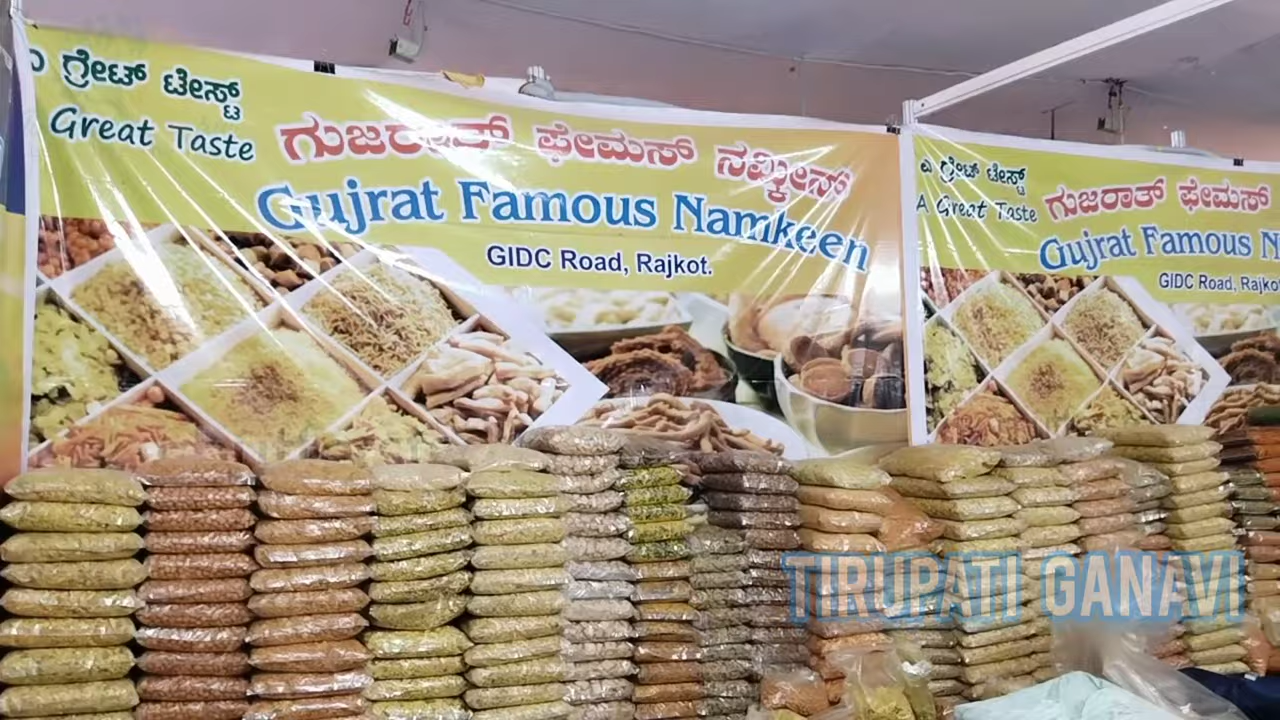 ಎ ಗ್ರೇಟ್ ಟೇಸ್ಟ್
Great Taste
ಗುಜರಾತ್ ಫೇಮಸ್ ನಮ್ಕೀನ್
Gujrat Famous Namkeen
GIDC Road, Rajkot.
ಎ ಗ್ರೇಟ್ ಟೇಸ್ಟ್
A Great Taste
ಗುಜರಾತ್ ಫೇಮಸ್
Gujrat Famous N
GIDC Road, Rajkot
TIRUPATI GANAVI